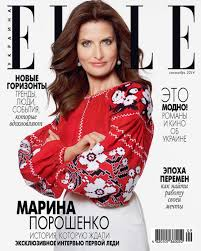 ELLE
УКРАИНА
сентябрь 2014
НОВЫЕ
ГОРИЗОНТЫ
ТРЕНДЫ,
ЛЮДИ,
СОБЫТИЯ,
которые
вдохновляют
ЭТО
МОДНО!
РОМАНЫ
И КИНО
ОБ
УКРАИНЕ
ЭПОХА
ПЕРЕМЕН
как найти
работу
своей
мечты
МАРИНА
ПОРОШЕНКО
ИСТОРИЯ, КОТОРУЮ ЖДАЛИ
ЭКСКЛЮЗИВНОЕ ИНТЕРВЬЮ ПЕРВОЙ ЛЕДИ